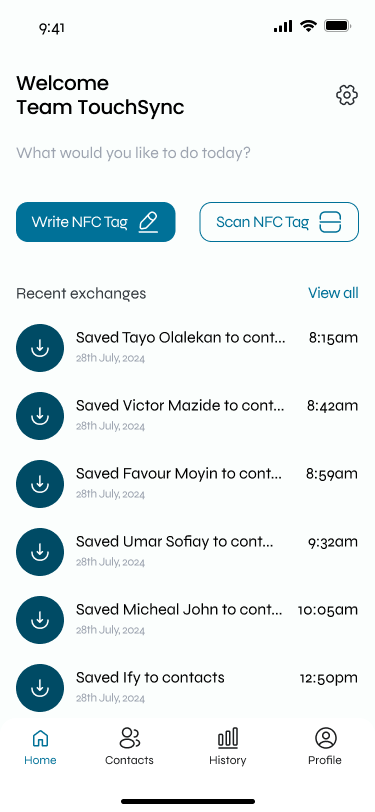 9:41
Welcome
Team TouchSync
What would you like to do today?
Write NFC Tag
Scan NFC Tag
Recent exchanges
View all
Saved Tayo Olalekan to cont...
8:15am
28th July, 2024
Saved Victor Mazide to cont...
8:42am
28th July, 2024
Saved Favour Moyin to cont...
8:59am
28th July, 2024
Saved Umar Sofiay to cont...
9:32am
28th July, 2024
Saved Micheal John to cont...
10:05am
28th July, 2024
Saved Ify to contacts
12:50pm
28th July, 2024
Home
Contacts
History
Profile